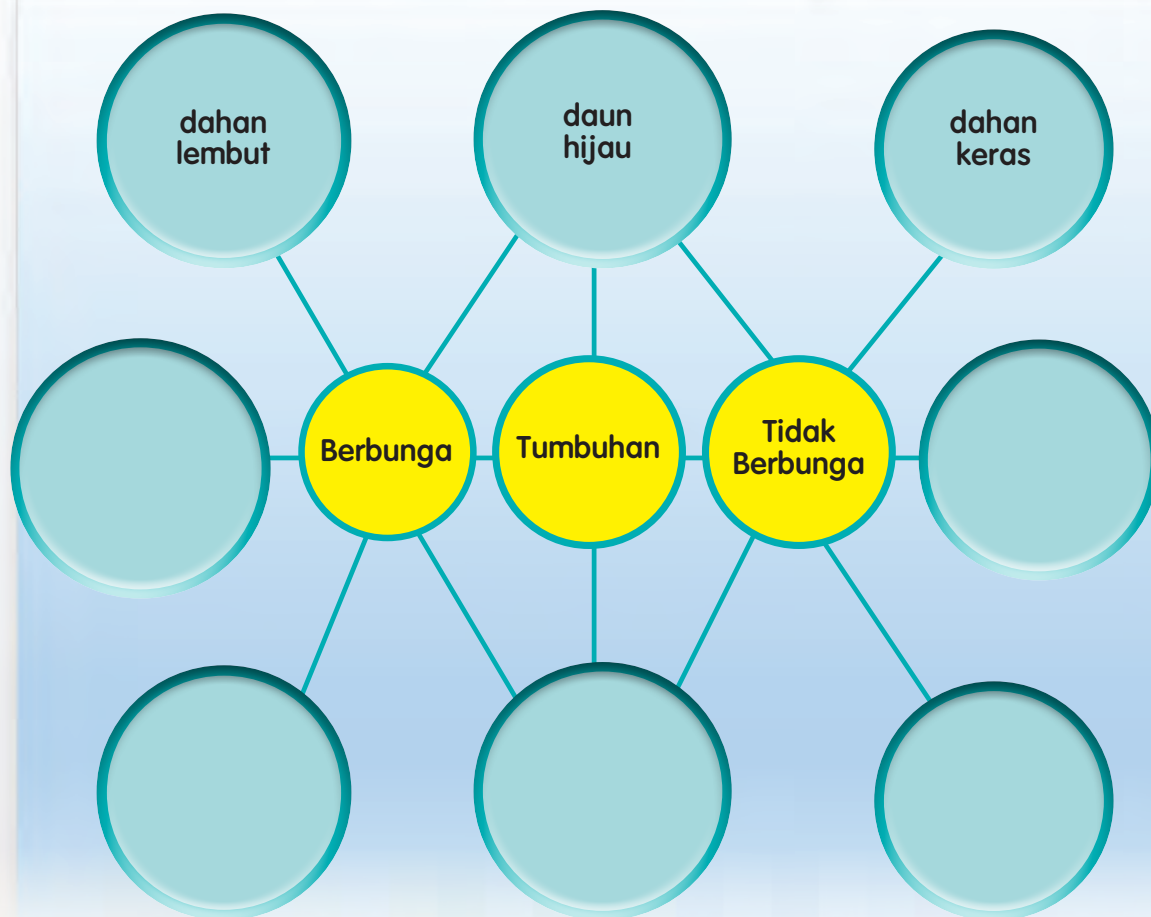 dahan
lembut
daun
hijau
dahan
keras
Berbunga
Tumbuhan
Tidak
Berbunga